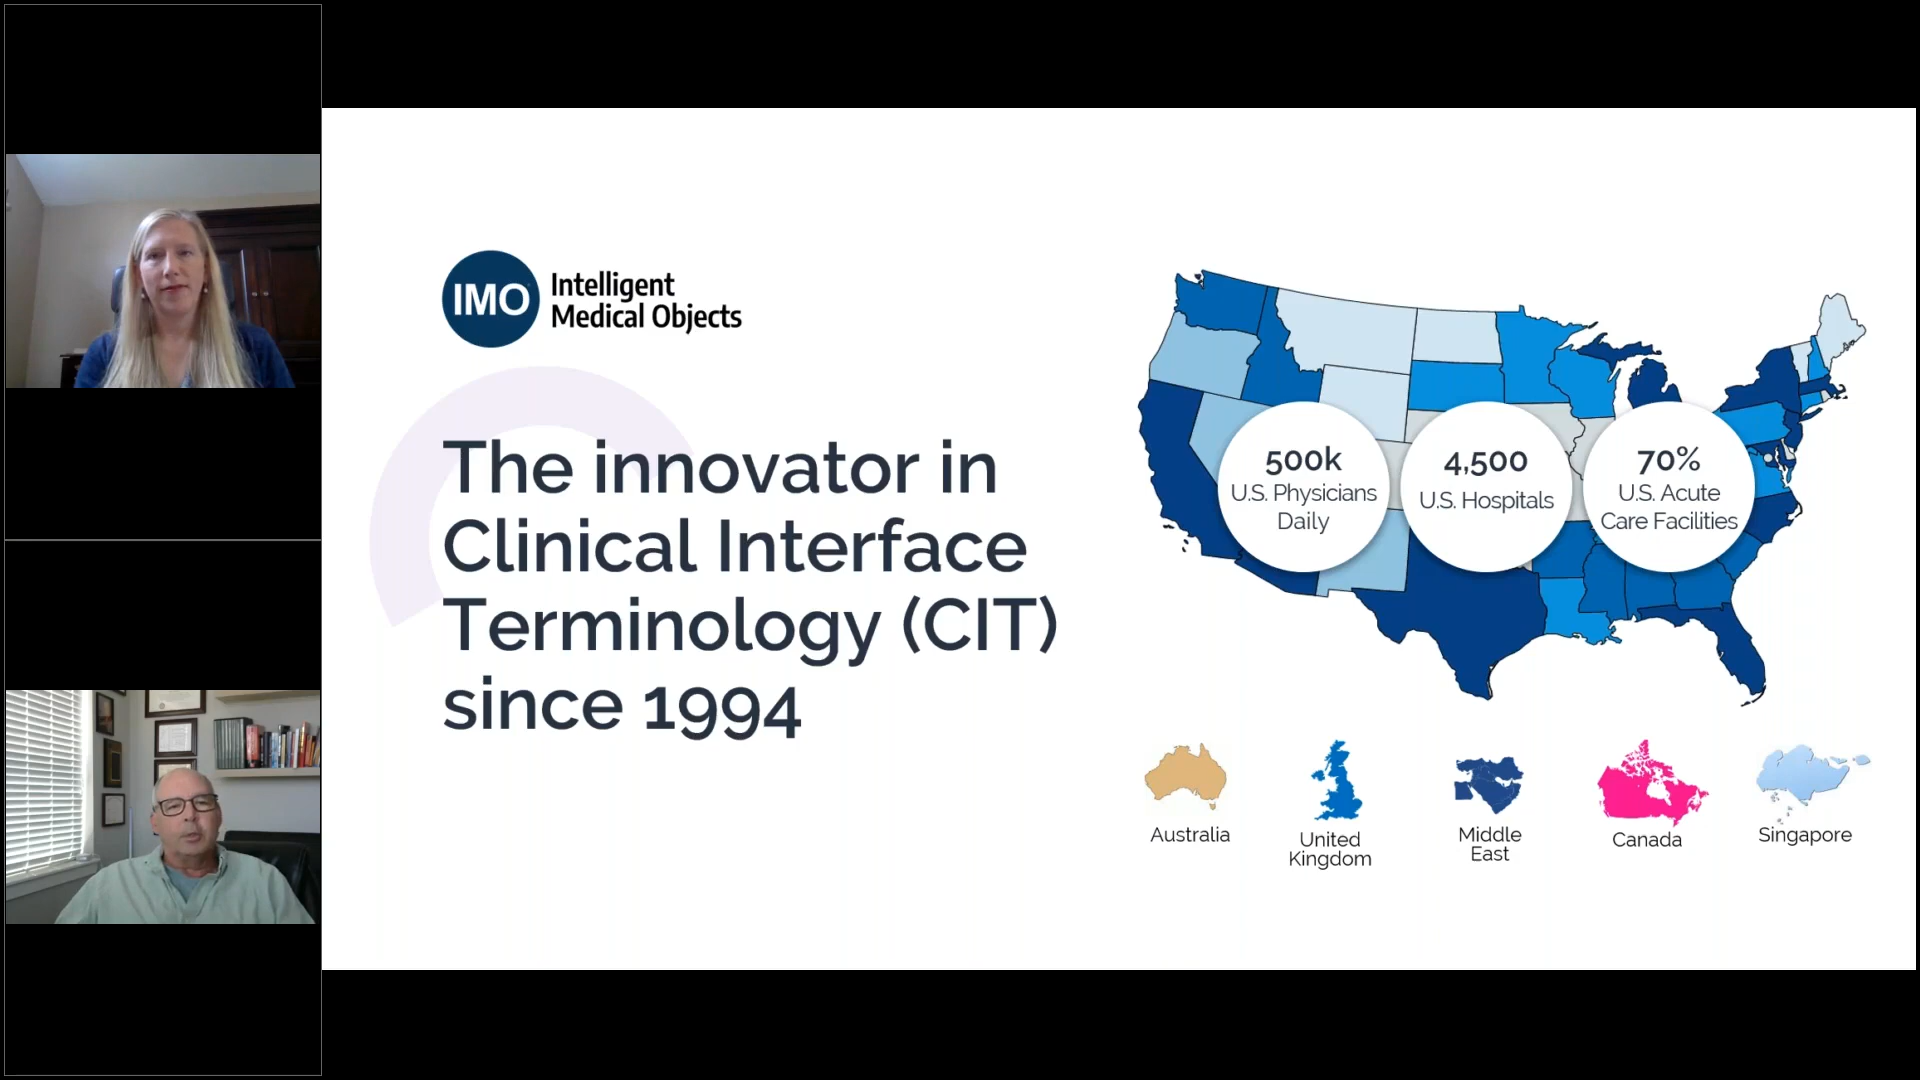 IMO
Intelligent
Medical Objects
The innovator in
Clinical Interface
Terminology (CIT)
since 1994
500k
U.S. Physicians
Daily
4,500
U.S. Hospitals
70%
U.S. Acute
Care Facilities
Australia
United
Kingdom
Middle
East
Canada
Singapore